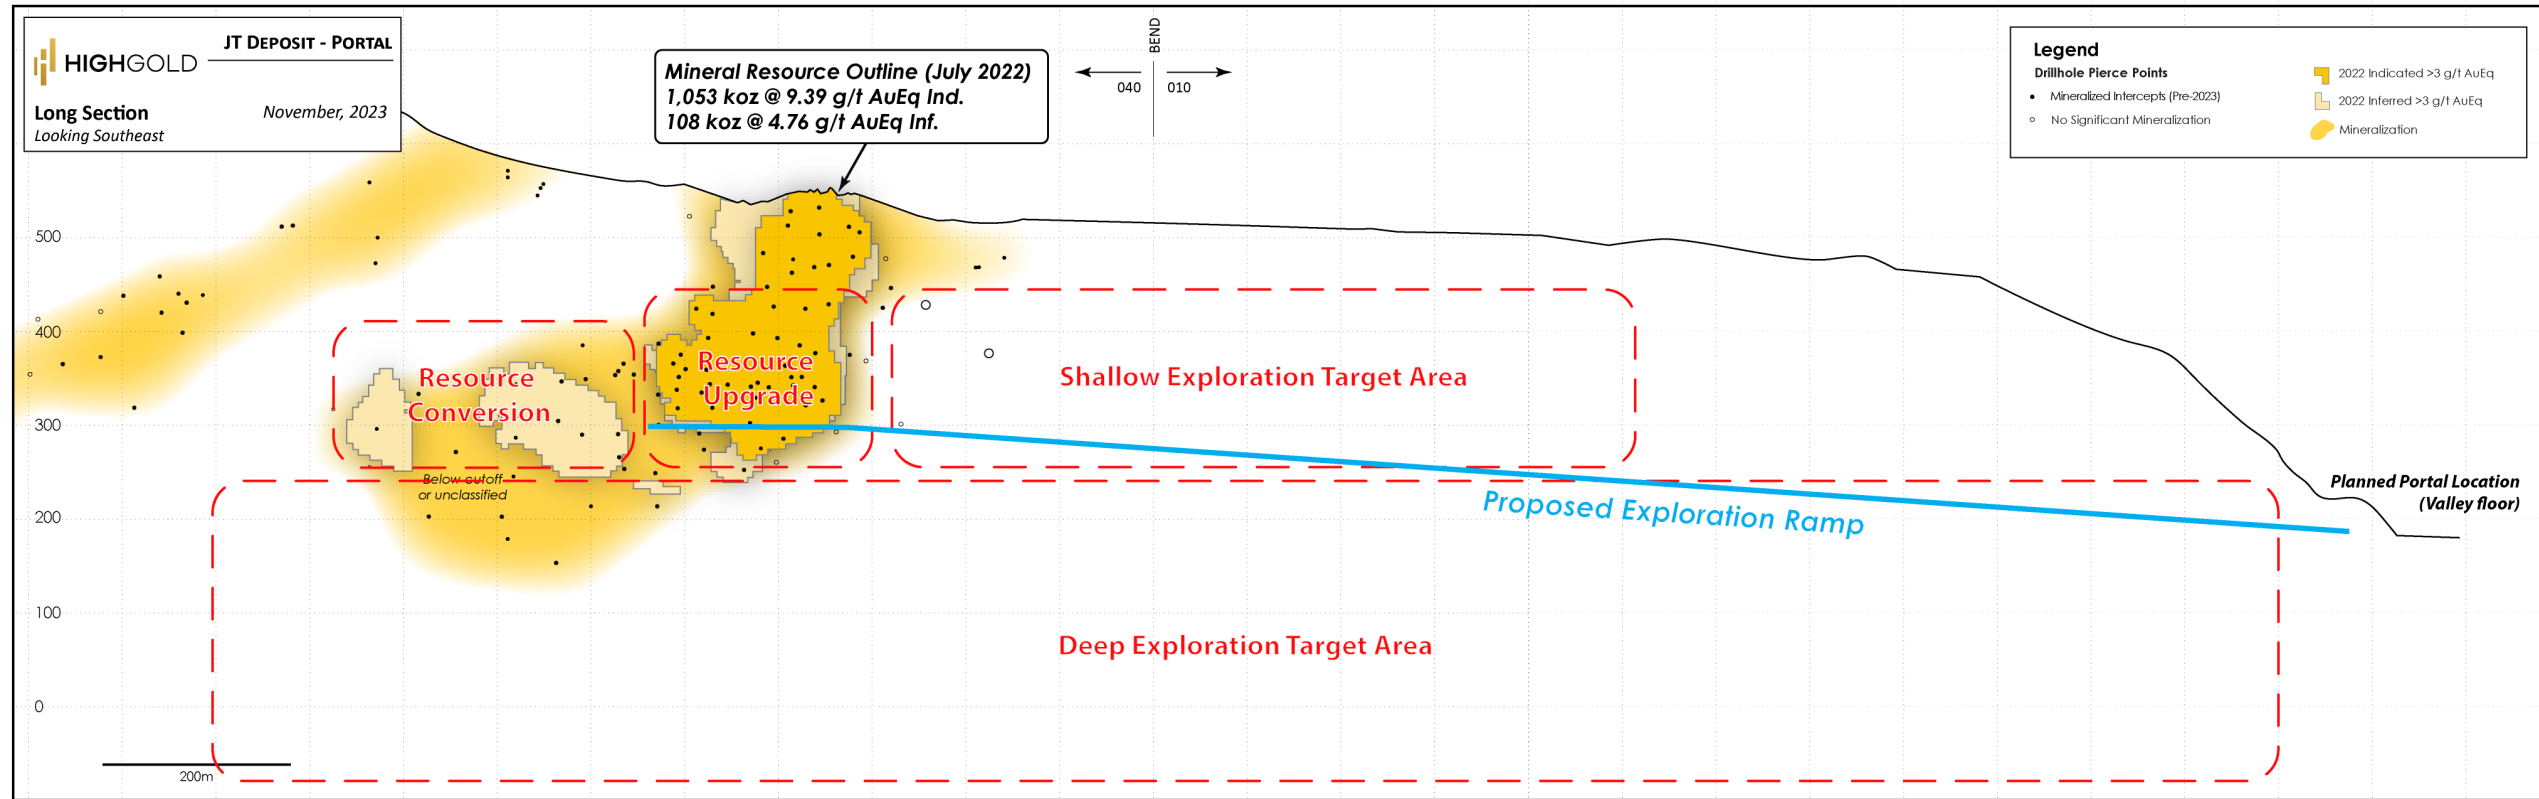 JT Deposit - Portal
HIGHGOLD
Long Section
November, 2023
Looking Southeast
Mineral Resource Outline (July 2022)
1,053 koz @ 9.39 g/t AuEq Ind.
108 koz @ 4.76 g/t AuEq Inf.
BEND
040
010
Legend
Drillhole Pierce Points
Mineralized Intercepts (Pre-2023)
No Significant Mineralization
2022 Indicated >3 g/t AuEq
2022 Inferred >3 g/t AuEq
Mineralization
500
400
300
200
100
0
Resource
Conversion
Resource
Upgrade
Shallow Exploration Target Area
Below cutoff
or unclassified
Proposed Exploration Ramp
Planned Portal Location
(Valley floor)
Deep Exploration Target Area
200m